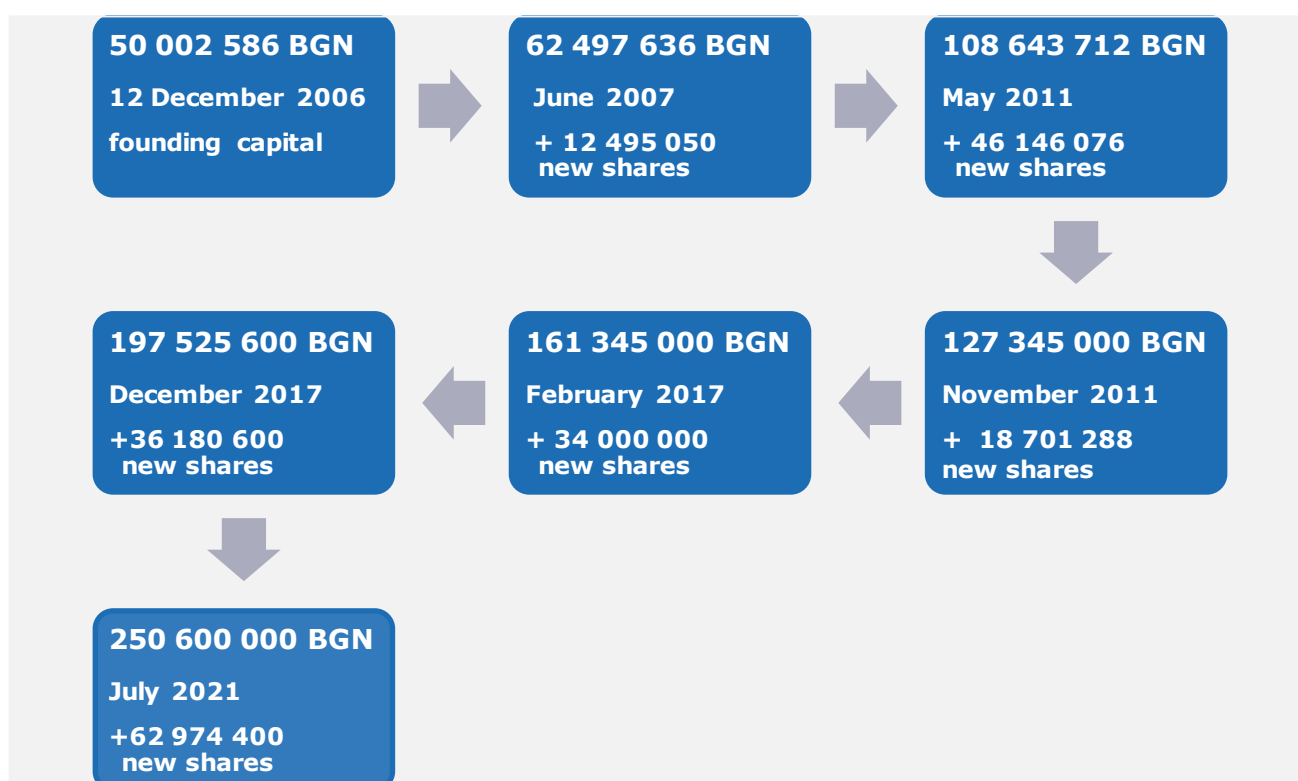 50 002 586 BGN
12 December 2006
founding capital
62 497 636 BGN
June 2007
+ 12 495 050
new shares
108 643 712 BGN
May 2011
+ 46 146 076
new shares
127 345 000 BGN
November 2011
+ 18 701 288
new shares
161 345 000 BGN
February 2017
+ 34 000 000
new shares
197 525 600 BGN
December 2017
+36 180 600
new shares
250 600 000 BGN
July 2021
+62 974 400
new shares